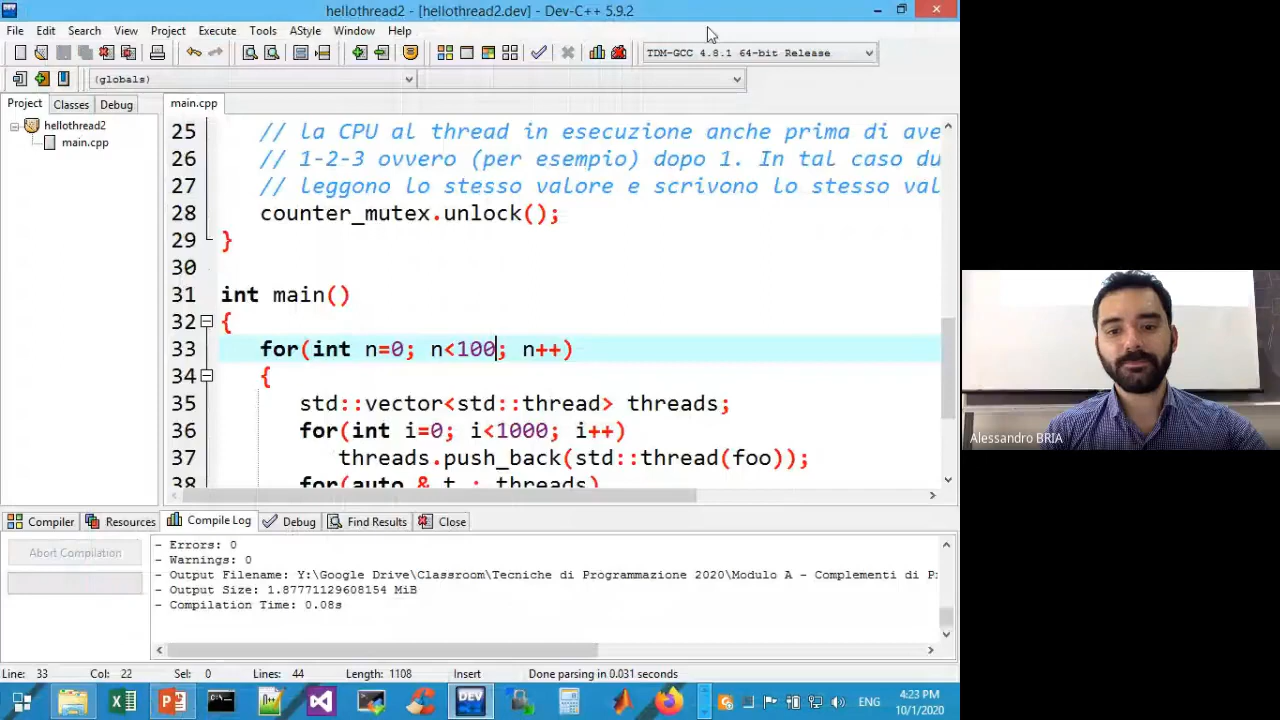 hellothread2 - [hellothread2.dev] - Dev-C++ 5.9.2
File Edit Search View Project Execute Tools AStyle Window Help
TDM-GCC 4.8.1 64-bit Release
(globals)
Project Classes Debug
main.cpp
hellothread2
main.cpp
25 // la CPU al thread in esecuzione anche prima di ave
26 // 1-2-3 ovvero (per esempio) dopo 1. In tal caso du
27 // leggono lo stesso valore e scrivono lo stesso val
28 counter_mutex.unlock();
29 }
30
31 int main()
32 {
33 for(int n=0; n<100; n++)
34 {
35 std::vector<std::thread> threads;
36 for(int i=0; i<1000; i++)
37 threads.push_back(std::thread(foo));
38 for(auto & t : threads)
Alessandro BRIA
Compiler Resources Compile Log Debug Find Results Close
Abort Compilation
- Errors: 0
- Warnings: 0
- Output Filename: Y:\Google Drive\Classroom\Tecniche di Programmazione 2020\Modulo A - Complementi di P
- Output Size: 1.87771129608154 MiB
- Compilation Time: 0.08s
Line: 33 Col: 22 Sel: 0 Lines: 44 Length: 1108 Insert Done parsing in 0.031 seconds
DEV
ENG
4:23 PM
10/1/2020